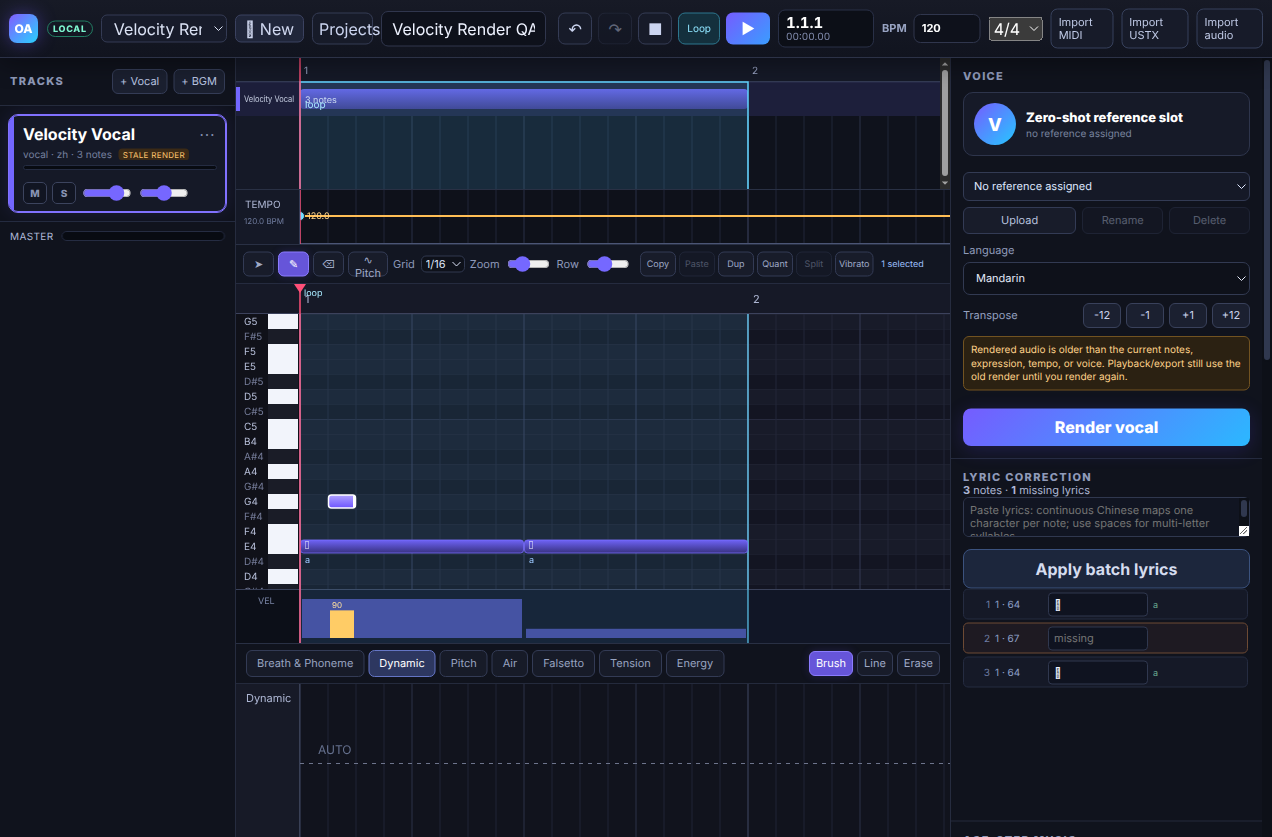 OA
LOCAL
Velocity Rer
New
Projects
Velocity Render QA
Loop
1.1.1
00:00.00
BPM
120
4/4
Import MIDI
Import USTX
Import audio
TRACKS
+ Vocal
+ BGM
Velocity Vocal
vocal · zh · 3 notes
STALE RENDER
M
S
MASTER
1
2
Velocity Vocal
3 notes
loop
TEMPO
120.0 BPM
120.0
Pitch
Grid
1/16
Zoom
Row
Copy
Paste
Dup
Quant
Split
Vibrato
1 selected
loop
1
2
G5
F#5
F5
E5
D#5
D5
C#5
C5
B4
A#4
A4
G#4
G4
F#4
F4
E4
D#4
D4
a
a
VEL
90
Breath & Phoneme
Dynamic
Pitch
Air
Falsetto
Tension
Energy
Brush
Line
Erase
Dynamic
AUTO
VOICE
V
Zero-shot reference slot
no reference assigned
No reference assigned
Upload
Rename
Delete
Language
Mandarin
Transpose
-12
-1
+1
+12
Rendered audio is older than the current notes,
expression, tempo, or voice. Playback/export still use the
old render until you render again.
Render vocal
LYRIC CORRECTION
3 notes · 1 missing lyrics
Paste lyrics: continuous Chinese maps one
character per note; use spaces for multi-letter
syllables
Apply batch lyrics
1 1 · 64
a
2 1 · 67
missing
3 1 · 64
a